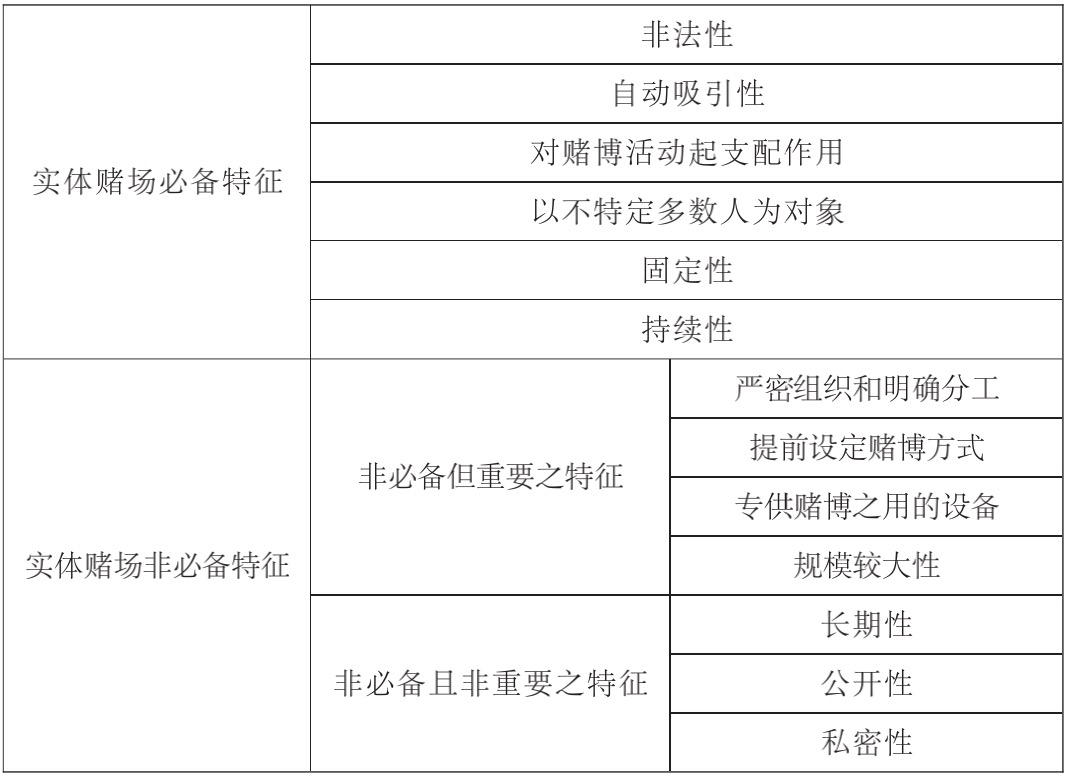 实体赌场必备特征
非法性
自动吸引性
对赌博活动起支配作用
以不特定多数人为对象
固定性
持续性
实体赌场非必备特征
非必备但重要之特征
严密组织和明确分工
提前设定赌博方式
专供赌博之用的设备
规模较大性
非必备且非重要之特征
长期性
公开性
私密性